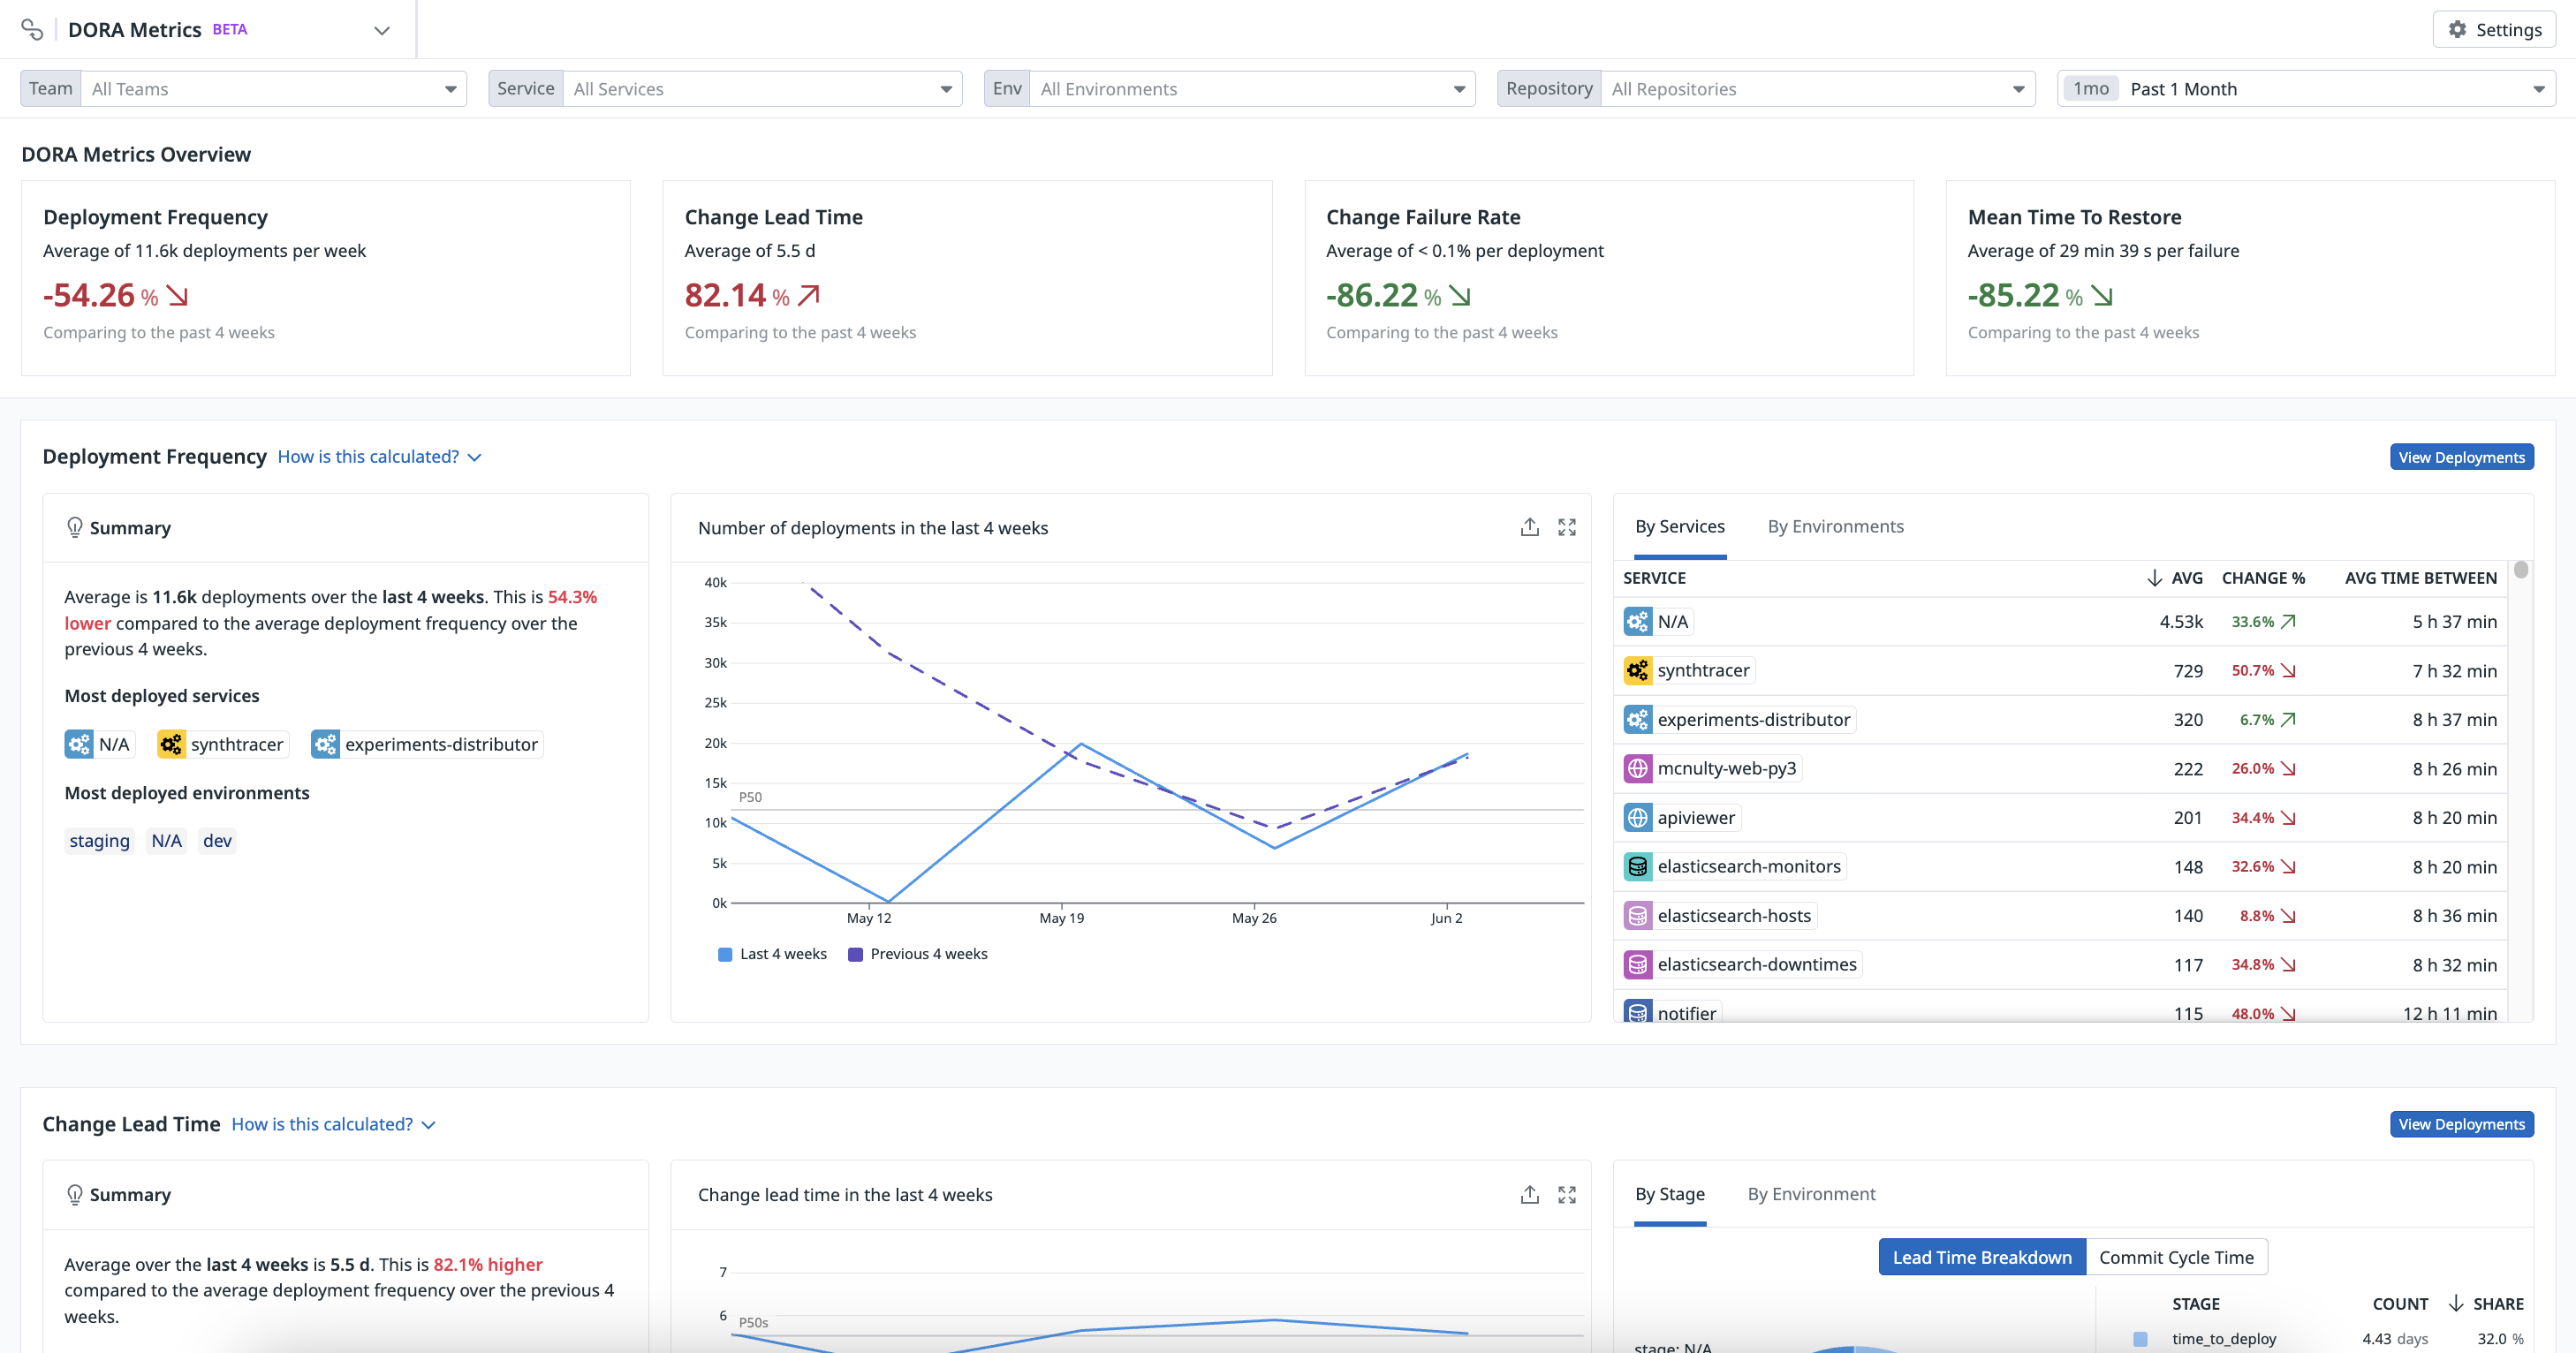 DORA Metrics BETA
Settings
Team All Teams
Service All Services
Env All Environments
Repository All Repositories
1mo Past 1 Month
DORA Metrics Overview
Deployment Frequency
Average of 11.6k deployments per week
-54.26 %
Comparing to the past 4 weeks
Change Lead Time
Average of 5.5 d
82.14 %
Comparing to the past 4 weeks
Change Failure Rate
Average of < 0.1% per deployment
-86.22 %
Comparing to the past 4 weeks
Mean Time To Restore
Average of 29 min 39 s per failure
-85.22 %
Comparing to the past 4 weeks
Deployment Frequency How is this calculated?
View Deployments
Summary
Average is 11.6k deployments over the last 4 weeks. This is 54.3%
lower compared to the average deployment frequency over the
previous 4 weeks.
Most deployed services
N/A synthtracer experiments-distributor
Most deployed environments
staging N/A dev
Number of deployments in the last 4 weeks
40k
35k
30k
25k
20k
15k
P50
10k
5k
0k
May 12 May 19 May 26 Jun 2
Last 4 weeks Previous 4 weeks
By Services By Environments
SERVICE AVG CHANGE % AVG TIME BETWEEN
N/A 4.53k 33.6% 5 h 37 min
synthtracer 729 50.7% 7 h 32 min
experiments-distributor 320 6.7% 8 h 37 min
mcnulty-web-py3 222 26.0% 8 h 26 min
apiviewer 201 34.4% 8 h 20 min
elasticsearch-monitors 148 32.6% 8 h 20 min
elasticsearch-hosts 140 8.8% 8 h 36 min
elasticsearch-downtimes 117 34.8% 8 h 32 min
notifier 115 48.0% 12 h 11 min
Change Lead Time How is this calculated?
View Deployments
Summary
Average over the last 4 weeks is 5.5 d. This is 82.1% higher
compared to the average deployment frequency over the previous 4
weeks.
Change lead time in the last 4 weeks
7
6
P50s
By Stage By Environment
Lead Time Breakdown Commit Cycle Time
STAGE COUNT SHARE
time_to_deploy 4.43 days 32.0 %
stage: N/A